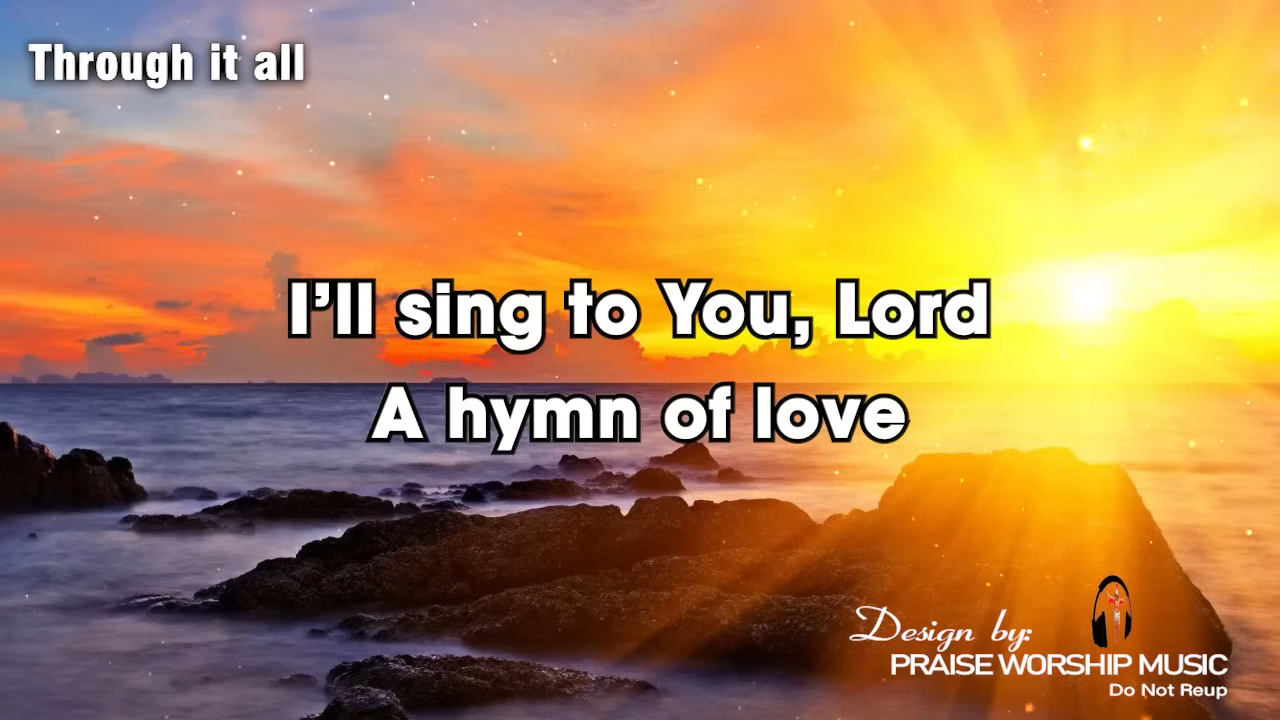 Through it all
I'll sing to You, Lord
A hymn of love
Design by:
PRAISE WORSHIP MUSIC
Do Not Reup